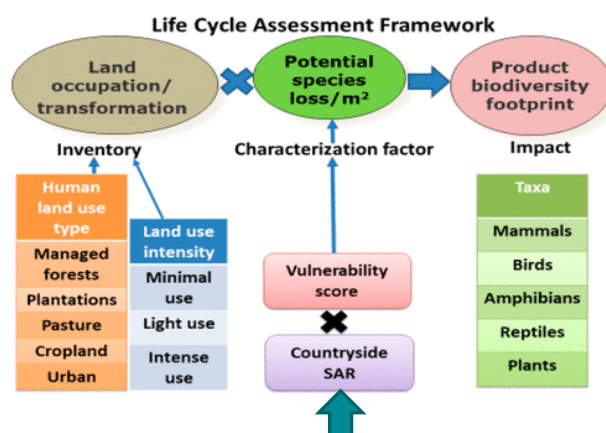 Life Cycle Assessment Framework
Land
occupation/
transformation
Potential
species
loss/m²
Product
biodiversity
footprint
Inventory
Characterization factor
Impact
Human
land use
type
Managed
forests
Plantations
Pasture
Cropland
Urban
Land use
intensity
Minimal
use
Light use
Intense
use
Vulnerability
score
Countryside
SAR
Taxa
Mammals
Birds
Amphibians
Reptiles
Plants